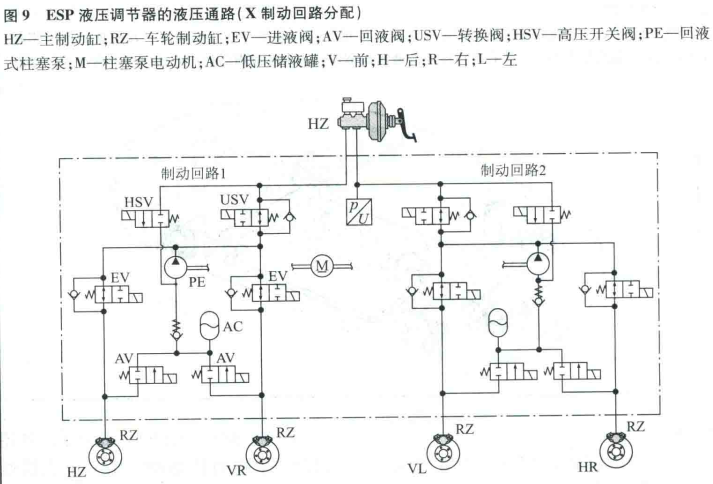 图9 ESP 液压调节器的液压通路(X 制动回路分配)
HZ—主制动缸;RZ—车轮制动缸;EV—进液阀;AV—回液阀;USV—转换阀;HSV—高压开关阀;PE—回液
式柱塞泵;M—柱塞泵电动机;AC—低压储液罐;V—前;H—后;R—右;L—左
HZ
制动回路1
制动回路2
HSV
USV
p/U
M
EV
PE
EV
AC
AV
AV
RZ
RZ
RZ
RZ
HZ
VR
VL
HR